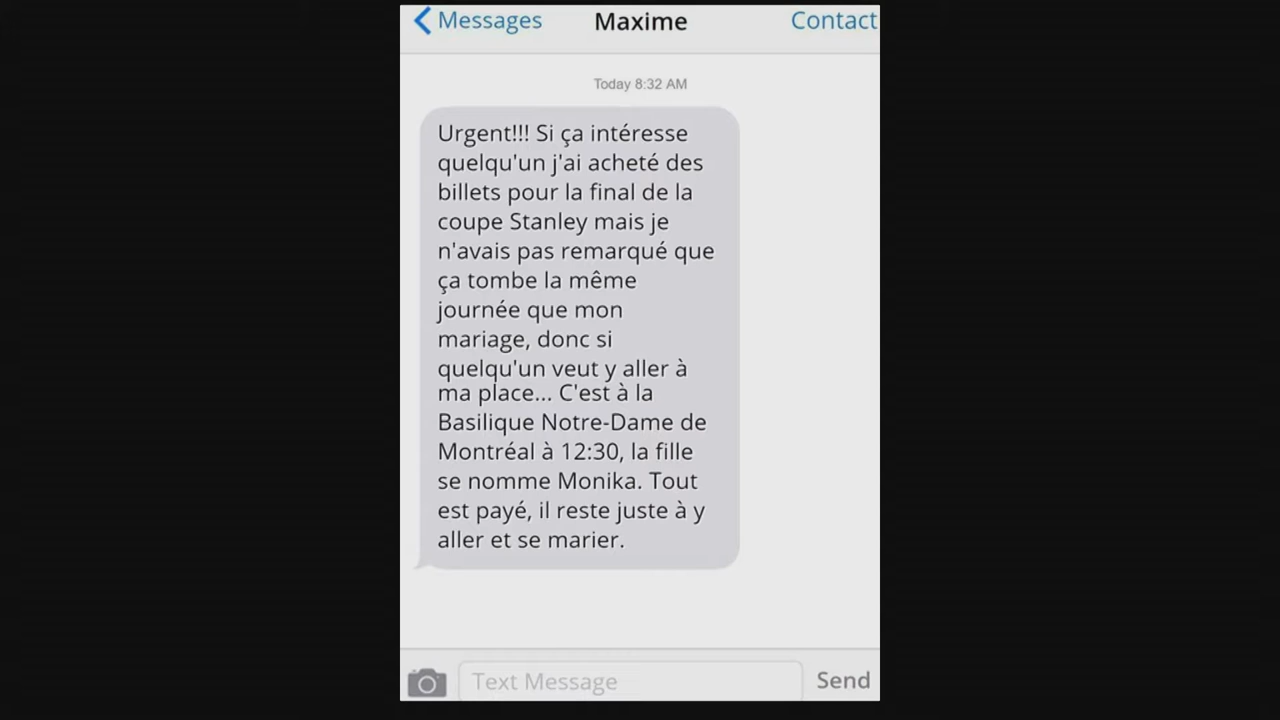 Messages Maxime Contact
Today 8:32 AM
Urgent!!! Si ça intéresse
quelqu'un j'ai acheté des
billets pour la final de la
coupe Stanley mais je
n'avais pas remarqué que
ça tombe la même
journée que mon
mariage, donc si
quelqu'un veut y aller à
ma place... C'est à la
Basilique Notre-Dame de
Montréal à 12:30, la fille
se nomme Monika. Tout
est payé, il reste juste à y
aller et se marier.
Text Message Send